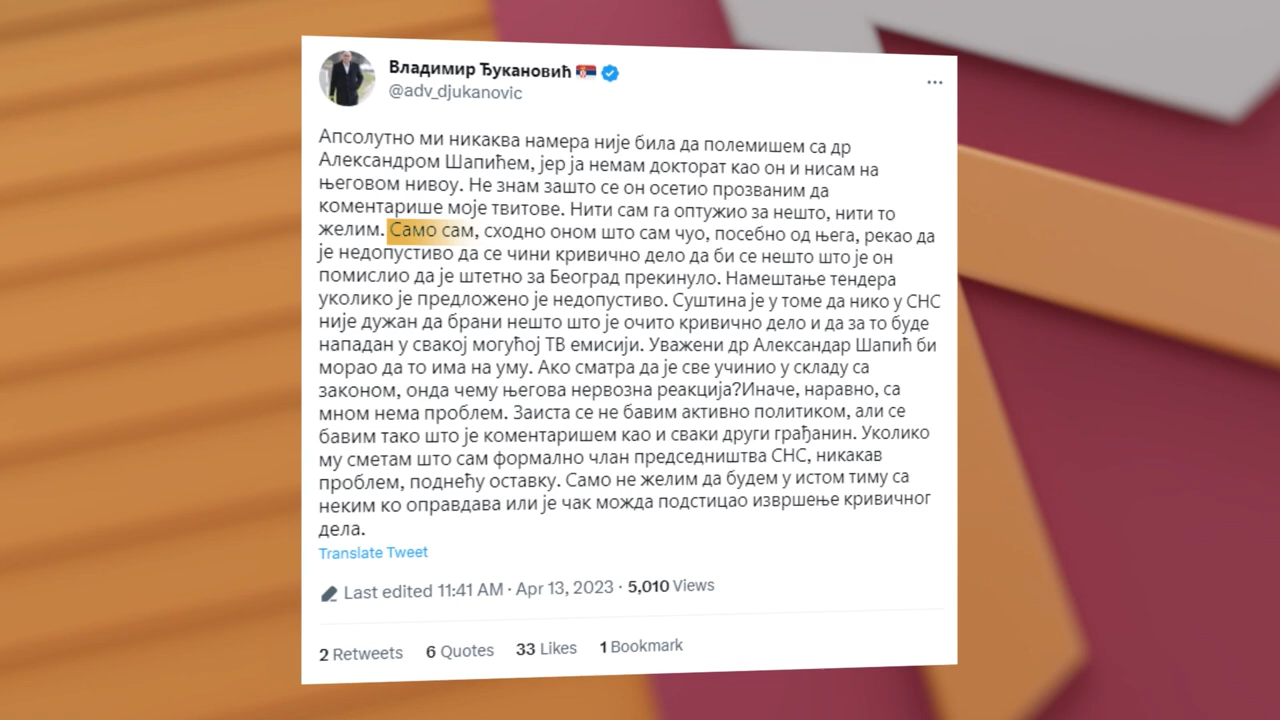 Владимир Ђукановић
@adv_djukanovic
Апсолутно ми никаква намера није била да полемишем са др
Александром Шапићем, јер ја немам докторат као он и нисам на
његовом нивоу. Не знам зашто се он осетио прозваним да
коментарише моје твитове. Нити сам га оптужио за нешто, нити то
желим. Само сам, сходно оном што сам чуо, посебно од њега, рекао да
је недопустиво да се чини кривично дело да би се нешто што је он
помислио да је штетно за Београд прекинуло. Намештање тендера
уколико је предложено је недопустиво. Суштина је у томе да нико у СНС
није дужан да брани нешто што је очито кривично дело и да за то буде
нападан у свакој могућој ТВ емисији. Уважени др Александар Шапић би
морао да то има на уму. Ако сматра да је све учинио у складу са
законом, онда чему његова нервозна реакција?Иначе, наравно, са
мном нема проблем. Заиста се не бавим активно политиком, али се
бавим тако што је коментаришем као и сваки други грађанин. Уколико
му сметам што сам формално члан председништва СНС, никакав
проблем, поднећу оставку. Само не желим да будем у истом тиму са
неким ко оправдава или је чак можда подстицао извршење кривичног
дела.
Translate Tweet
Last edited 11:41 AM · Apr 13, 2023 · 5,010 Views
2 Retweets 6 Quotes 33 Likes 1 Bookmark